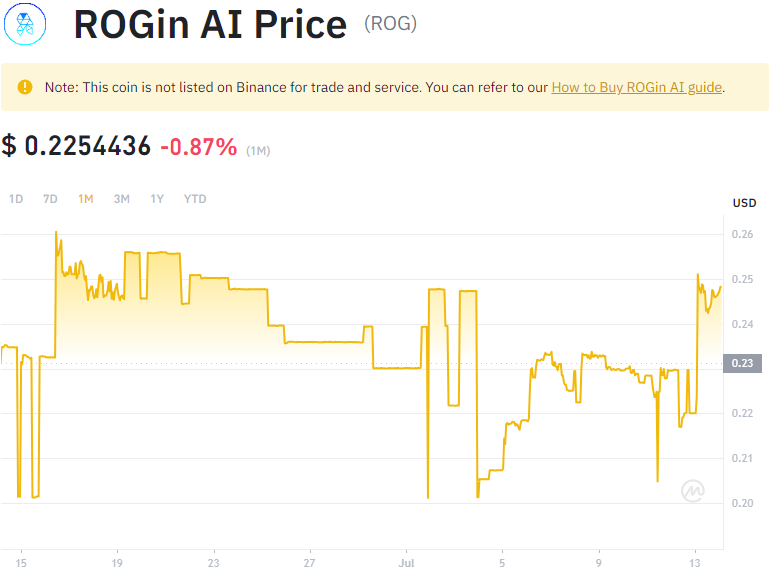 ROGin AI Price (ROG)
Note: This coin is not listed on Binance for trade and service. You can refer to our How to Buy ROGin AI guide.
$ 0.2254436 -0.87% (1M)
1D 7D 1M 3M 1Y YTD
USD
0.26
0.25
0.24
0.23
0.22
0.21
0.20
15 19 23 27 Jul 5 9 13